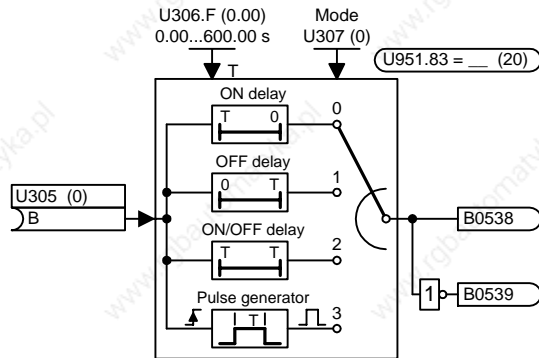 U306.F (0.00)
0.00...600.00 s
Mode
U307 (0)
U951.83 = __ (20)
T
ON delay
T 0
0
OFF delay
0 T
1
U305 (0)
B
ON/OFF delay
T T
2
B0538
Pulse generator
T
3
1
B0539